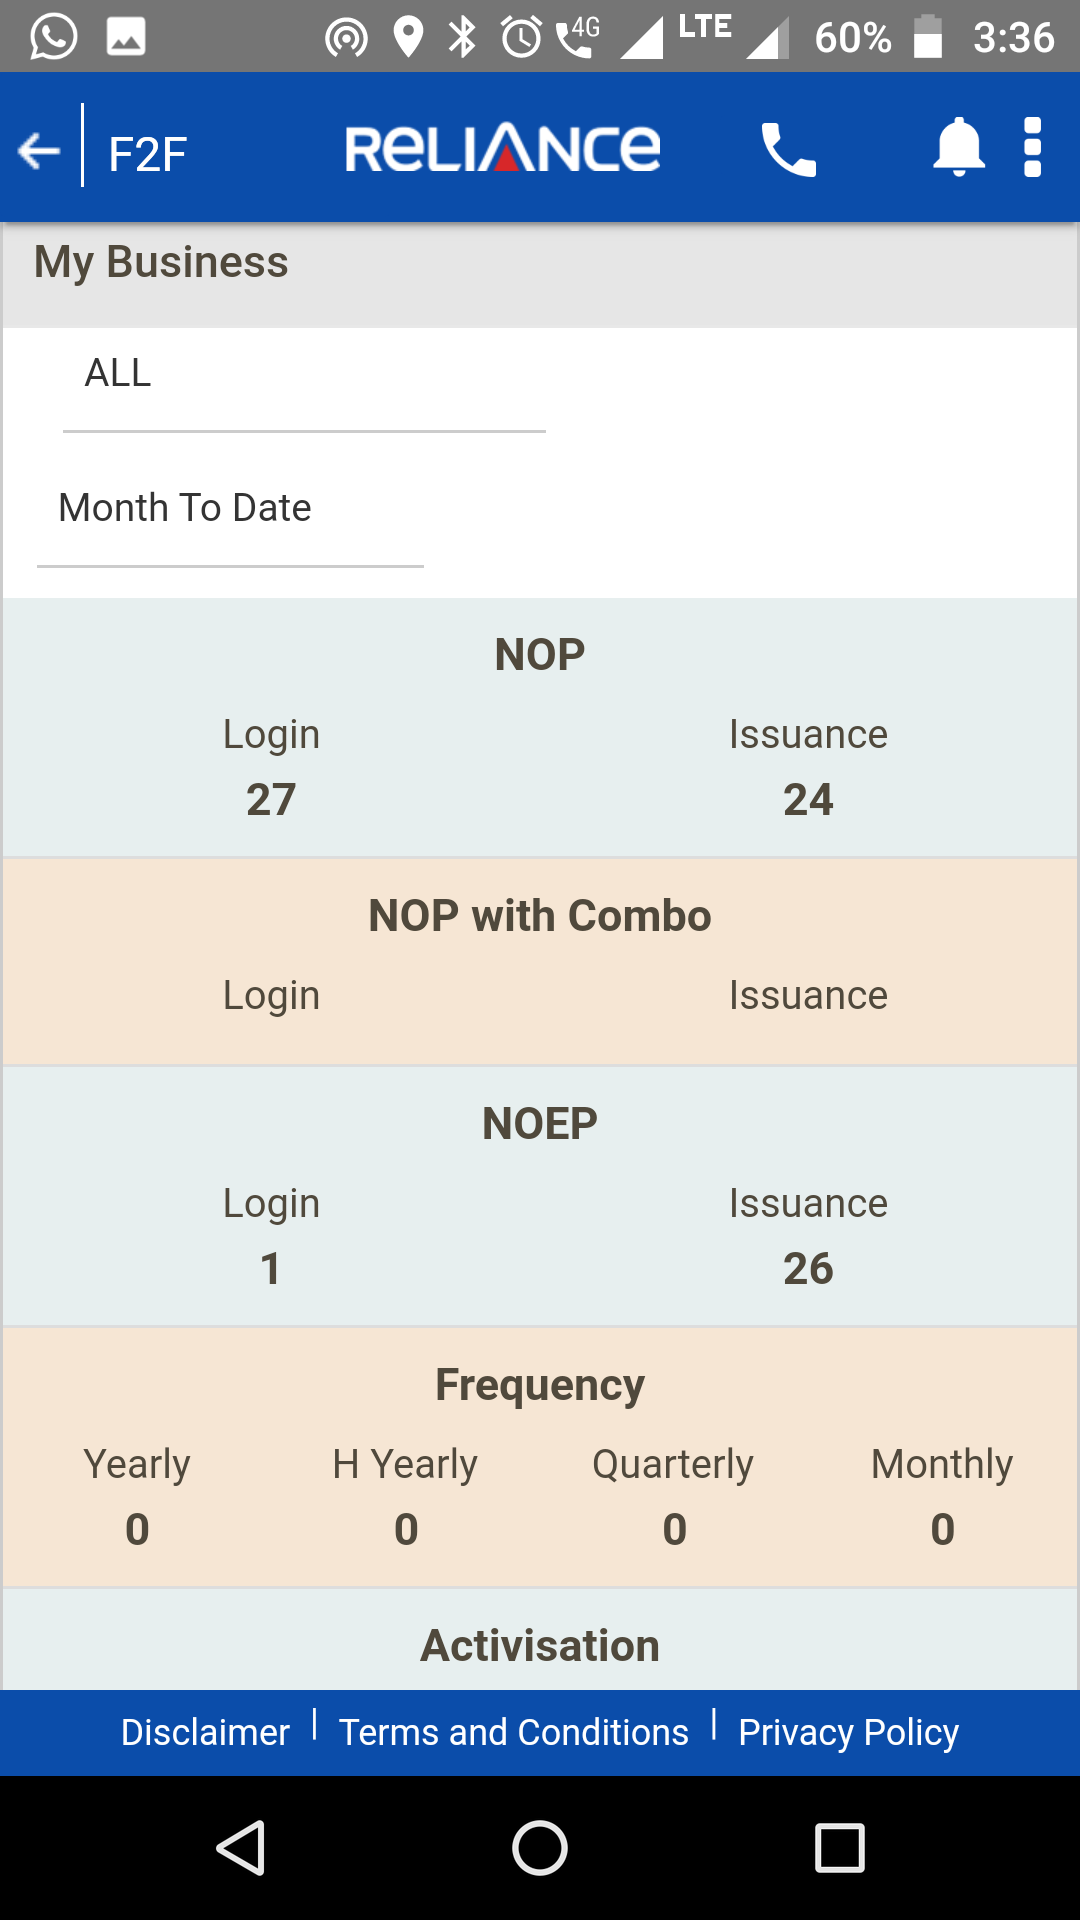 4G LTE 60% 3:36
F2F RELIANCE
My Business
ALL
Month To Date
NOP
Login Issuance
27 24
NOP with Combo
Login Issuance
NOEP
Login Issuance
1 26
Frequency
Yearly H Yearly Quarterly Monthly
0 0 0 0
Activisation
Disclaimer | Terms and Conditions | Privacy Policy